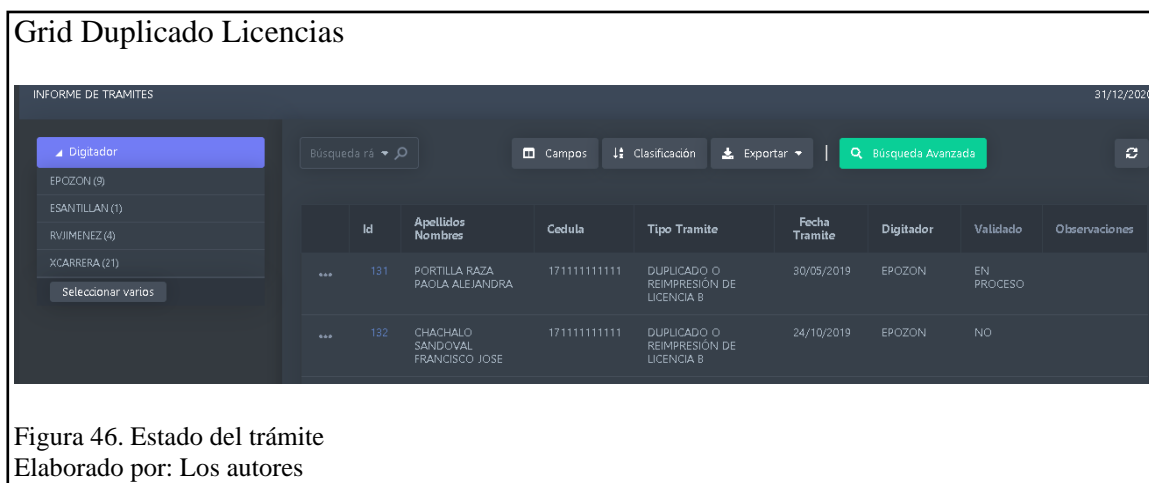 Grid Duplicado Licencias
INFORME DE TRAMITES
31/12/2020
Digitador
EPOZON (9)
ESANTILLAN (1)
RVJIMENEZ (4)
XCARRERA (21)
Seleccionar varios
Búsqueda rá
Campos
Clasificación
Exportar
Búsqueda Avanzada
Id
Apellidos
Nombres
Cedula
Tipo Tramite
Fecha
Tramite
Digitador
Validado
Observaciones
131
PORTILLA RAZA
PAOLA ALEJANDRA
171111111111
DUPLICADO O
REIMPRESIÓN DE
LICENCIA B
30/05/2019
EPOZON
EN
PROCESO
132
CHACHALO
SANDOVAL
FRANCISCO JOSE
171111111111
DUPLICADO O
REIMPRESIÓN DE
LICENCIA B
24/10/2019
EPOZON
NO
Figura 46. Estado del trámite
Elaborado por: Los autores